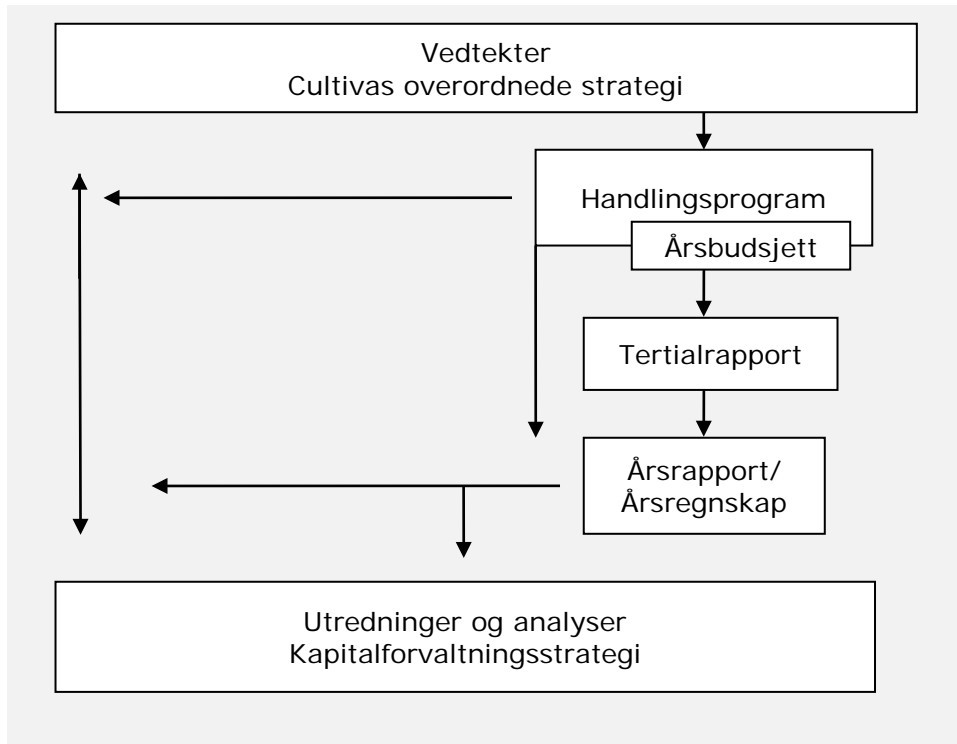 Vedtekter
Cultivas overordnede strategi
Handlingsprogram
Årsbudsjett
Tertialrapport
Årsrapport/
Årsregnskap
Utredninger og analyser
Kapitalforvaltningsstrategi